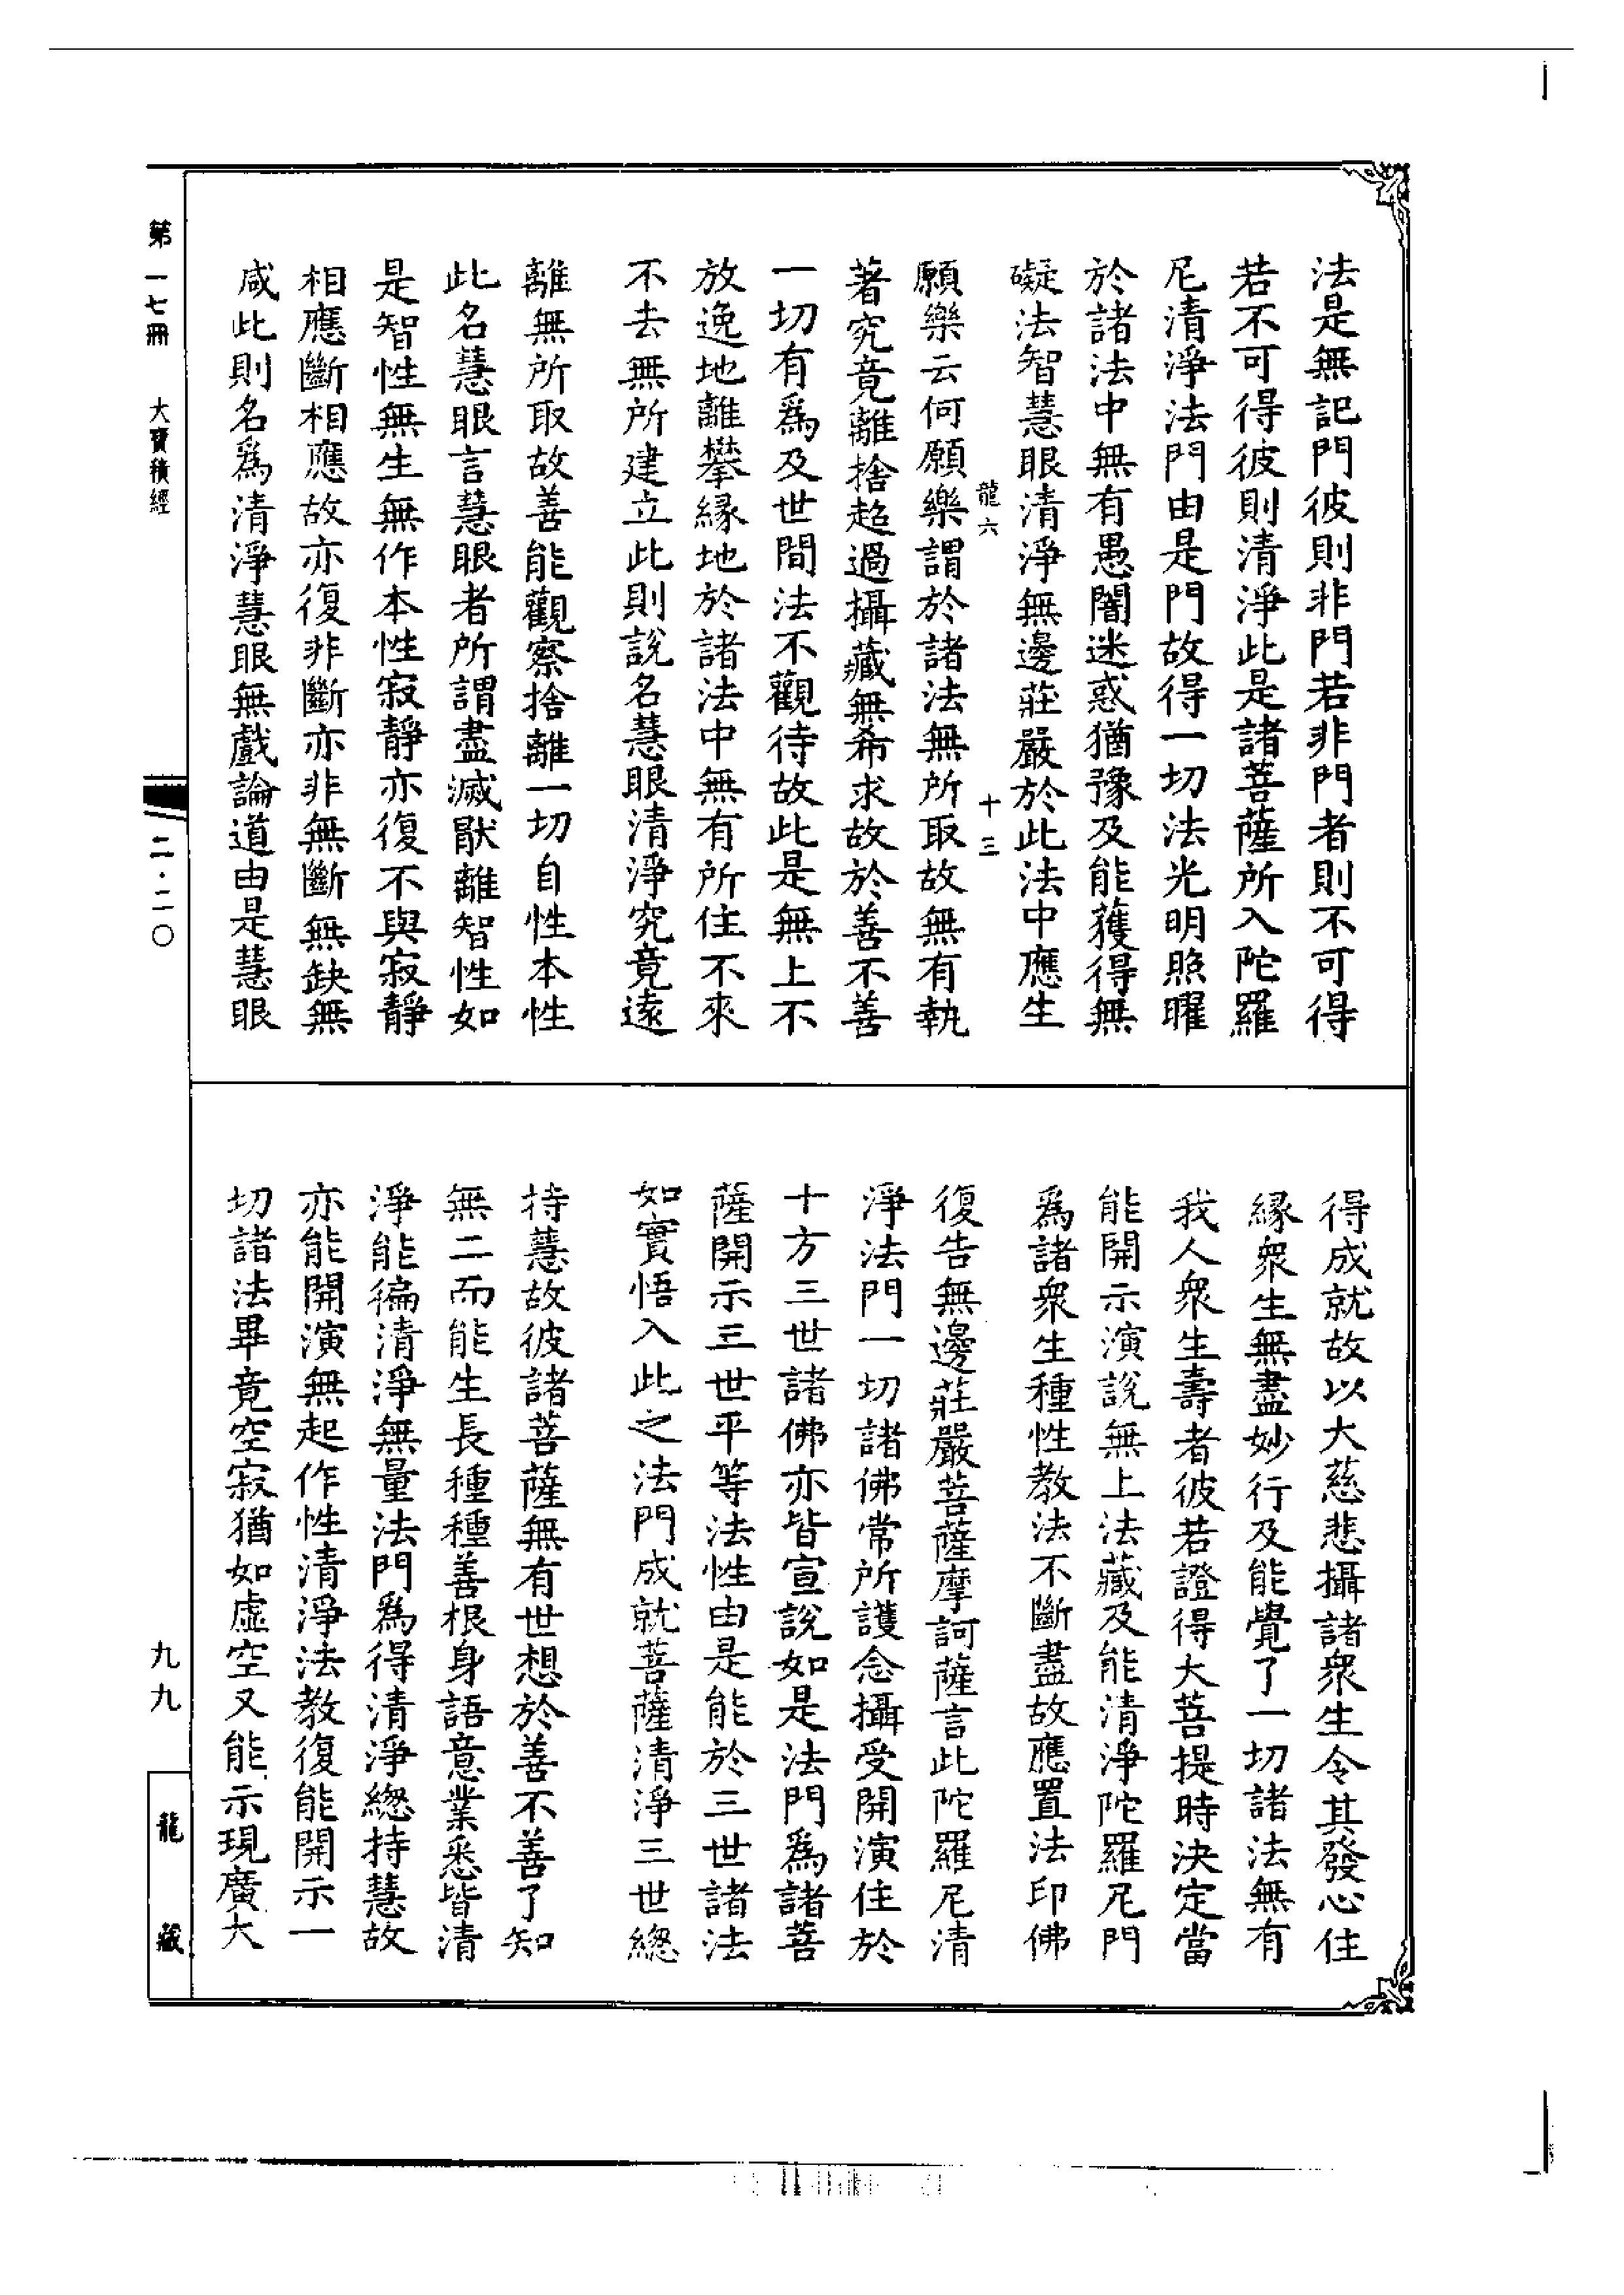 法是無記門彼則非門若非門者則不可得
若不可得彼則清淨此是諸菩薩所入陀羅
尼清淨法門由是門故得一切法光明照曜
於諸法中無有愚闇迷惑猶豫及能獲得無
礙法智慧眼清淨無邊莊嚴於此法中應生
龍六 十三
願樂云何願樂謂於諸法無所取故無有執
著究竟離捨超過攝藏無希求故於善不善
一切有為及世間法不觀待故此是無上不
放逸地離攀緣地於諸法中無有所住不來
不去無所建立此則說名慧眼清淨究竟遠
離無所取故善能觀察捨離一切自性本性
此名慧眼言慧眼者所謂盡滅猒離智性如
是智性無生無作本性寂靜亦復不與寂靜
相應斷相應故亦復非斷亦非無斷無缺無
咸此則名為清淨慧眼無戲論道由是慧眼
得成就故以大慈悲攝諸眾生令其發心住
緣眾生無盡妙行及能覺了一切諸法無有
我人眾生壽者彼若證得大菩提時決定當
能開示演說無上法藏及能清淨陀羅尼門
為諸眾生種性教法不斷盡故應置法印佛
復告無邊莊嚴菩薩摩訶薩言此陀羅尼清
淨法門一切諸佛常所護念攝受開演住於
十方三世諸佛亦皆宣說如是法門為諸菩
薩開示三世平等法性由是能於三世諸法
如實悟入此之法門成就菩薩清淨三世總
持慧故彼諸菩薩無有世想於善不善了知
無二而能生長種種善根身語意業悉皆清
淨能徧清淨無量法門為得清淨總持慧故
亦能開演無起作性清淨法教復能開示一
切諸法畢竟空寂猶如虛空又能示現廣大
第一七冊 大寶積經
二·二〇
九九
龍藏